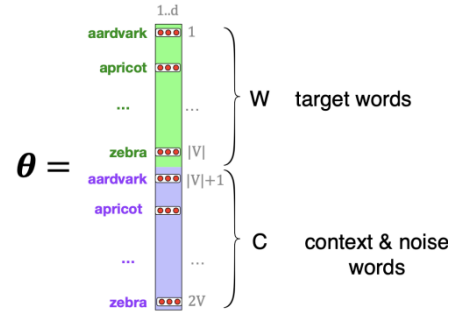 1..d
aardvark 1
apricot
... ...
zebra |V|
W target words
θ =
aardvark |V|+1
apricot
C context & noise
words
... ...
zebra 2V